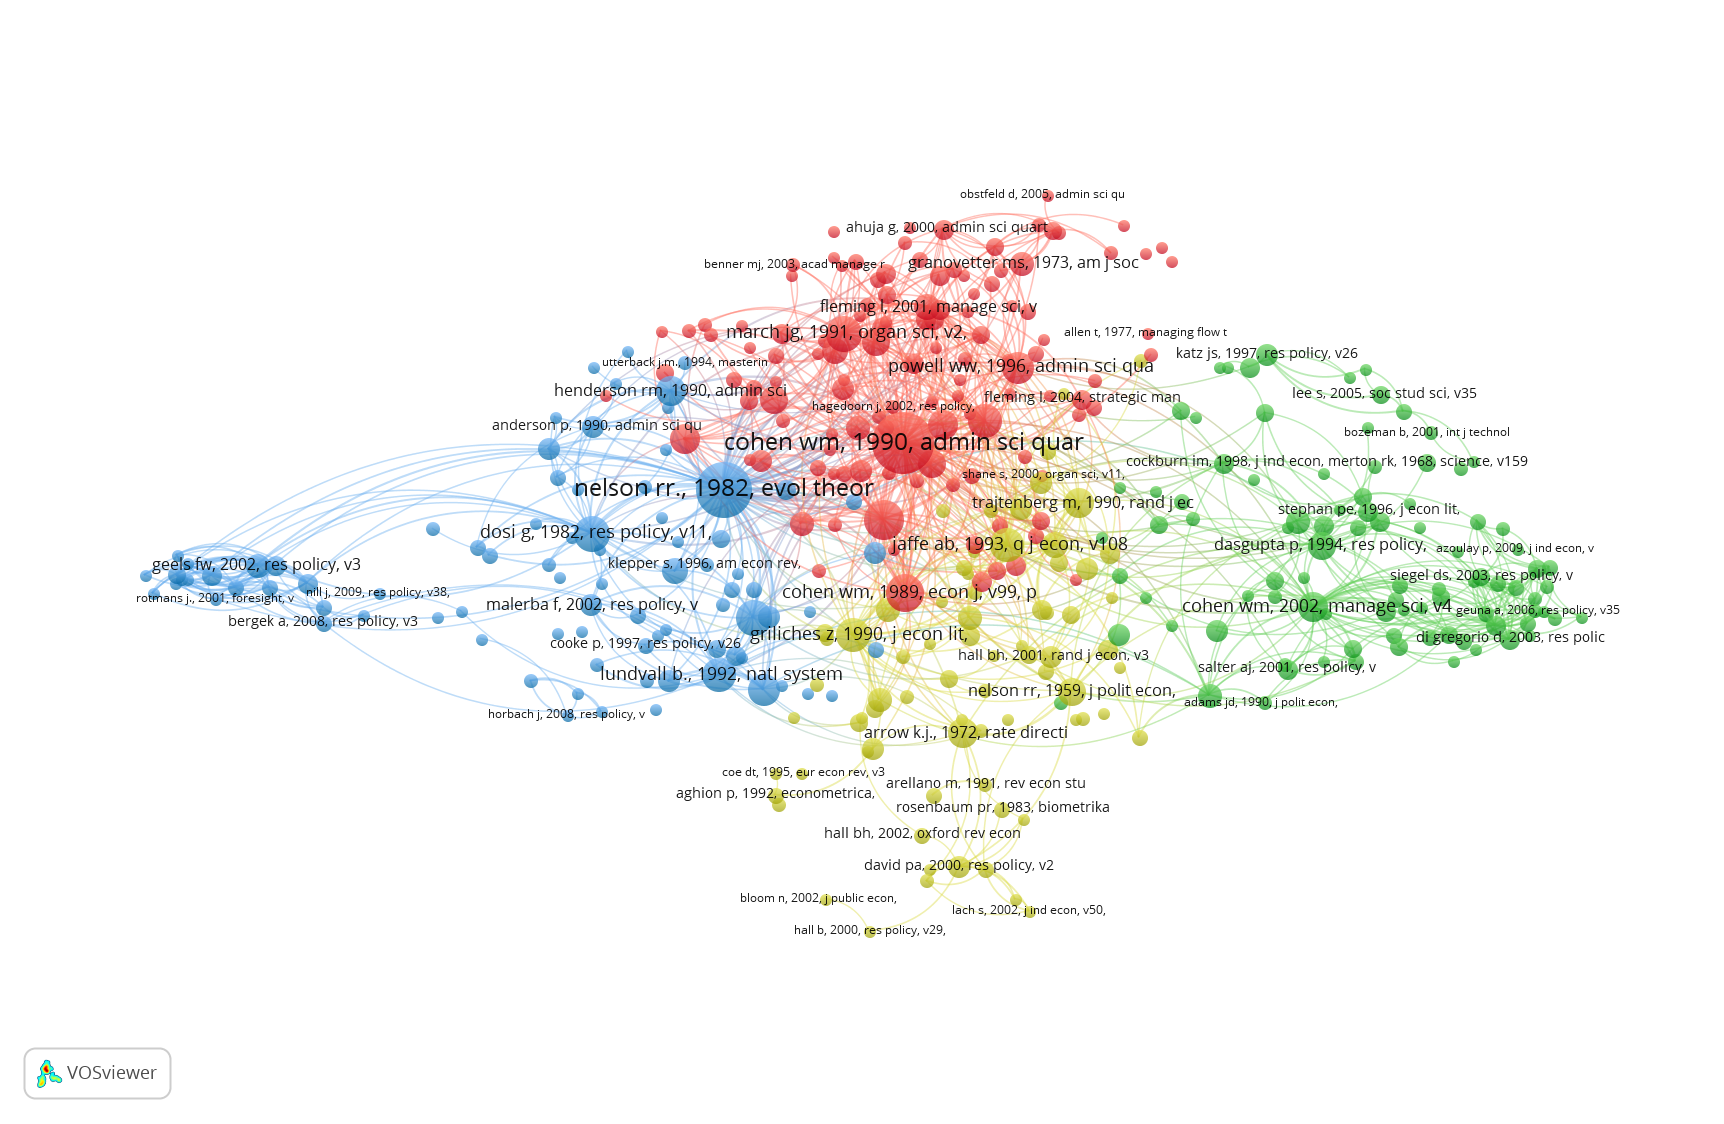 obstfeld d, 2005, admin sci qu
ahuja g, 2000, admin sci quart
benner mj, 2003, acad manage r
granovetter ms, 1973, am j soc
fleming l, 2001, manage sci, v
march jg, 1991, organ sci, v2,
allen t, 1977, managing flow t
katz js, 1997, res policy, v26
utterback j.m., 1994, masterin
powell ww, 1996, admin sci qua
henderson rm, 1990, admin sci
lee s, 2005, soc stud sci, v35
hagedoorn j, 2002, res policy,
fleming l, 2004, strategic man
anderson p, 1990, admin sci qu
bozeman b, 2001, int j technol
cohen wm, 1990, admin sci quar
cockburn im, 1998, j ind econ, merton rk, 1968, science, v159
shane s, 2000, organ sci, v11,
nelson rr., 1982, evol theor
trajtenberg m, 1990, rand j ec
stephan pe, 1996, j econ lit,
dosi g, 1982, res policy, v11,
jaffe ab, 1993, q j econ, v108
dasgupta p, 1994, res policy,
azoulay p, 2009, j ind econ, v
geels fw, 2002, res policy, v3
klepper s, 1996, am econ rev,
siegel ds, 2003, res policy, v
nill j, 2009, res policy, v38,
cohen wm, 1989, econ j, v99, p
rotmans j., 2001, foresight, v
malerba f, 2002, res policy, v
cohen wm, 2002, manage sci, v4
geuna a, 2006, res policy, v35
bergek a, 2008, res policy, v3
griliches z, 1990, j econ lit,
di gregorio d, 2003, res polic
cooke p, 1997, res policy, v26
hall bh, 2001, rand j econ, v3
salter aj, 2001, res policy, v
lundvall b., 1992, natl system
nelson rr, 1959, j polit econ,
adams jd, 1990, j polit econ,
horbach j, 2008, res policy, v
arrow k.j., 1972, rate directi
coe dt, 1995, eur econ rev, v3
arellano m, 1991, rev econ stu
aghion p, 1992, econometrica,
rosenbaum pr, 1983, biometrika
hall bh, 2002, oxford rev econ
david pa, 2000, res policy, v2
bloom n, 2002, j public econ,
lach s, 2002, j ind econ, v50,
hall b, 2000, res policy, v29,
VOSviewer